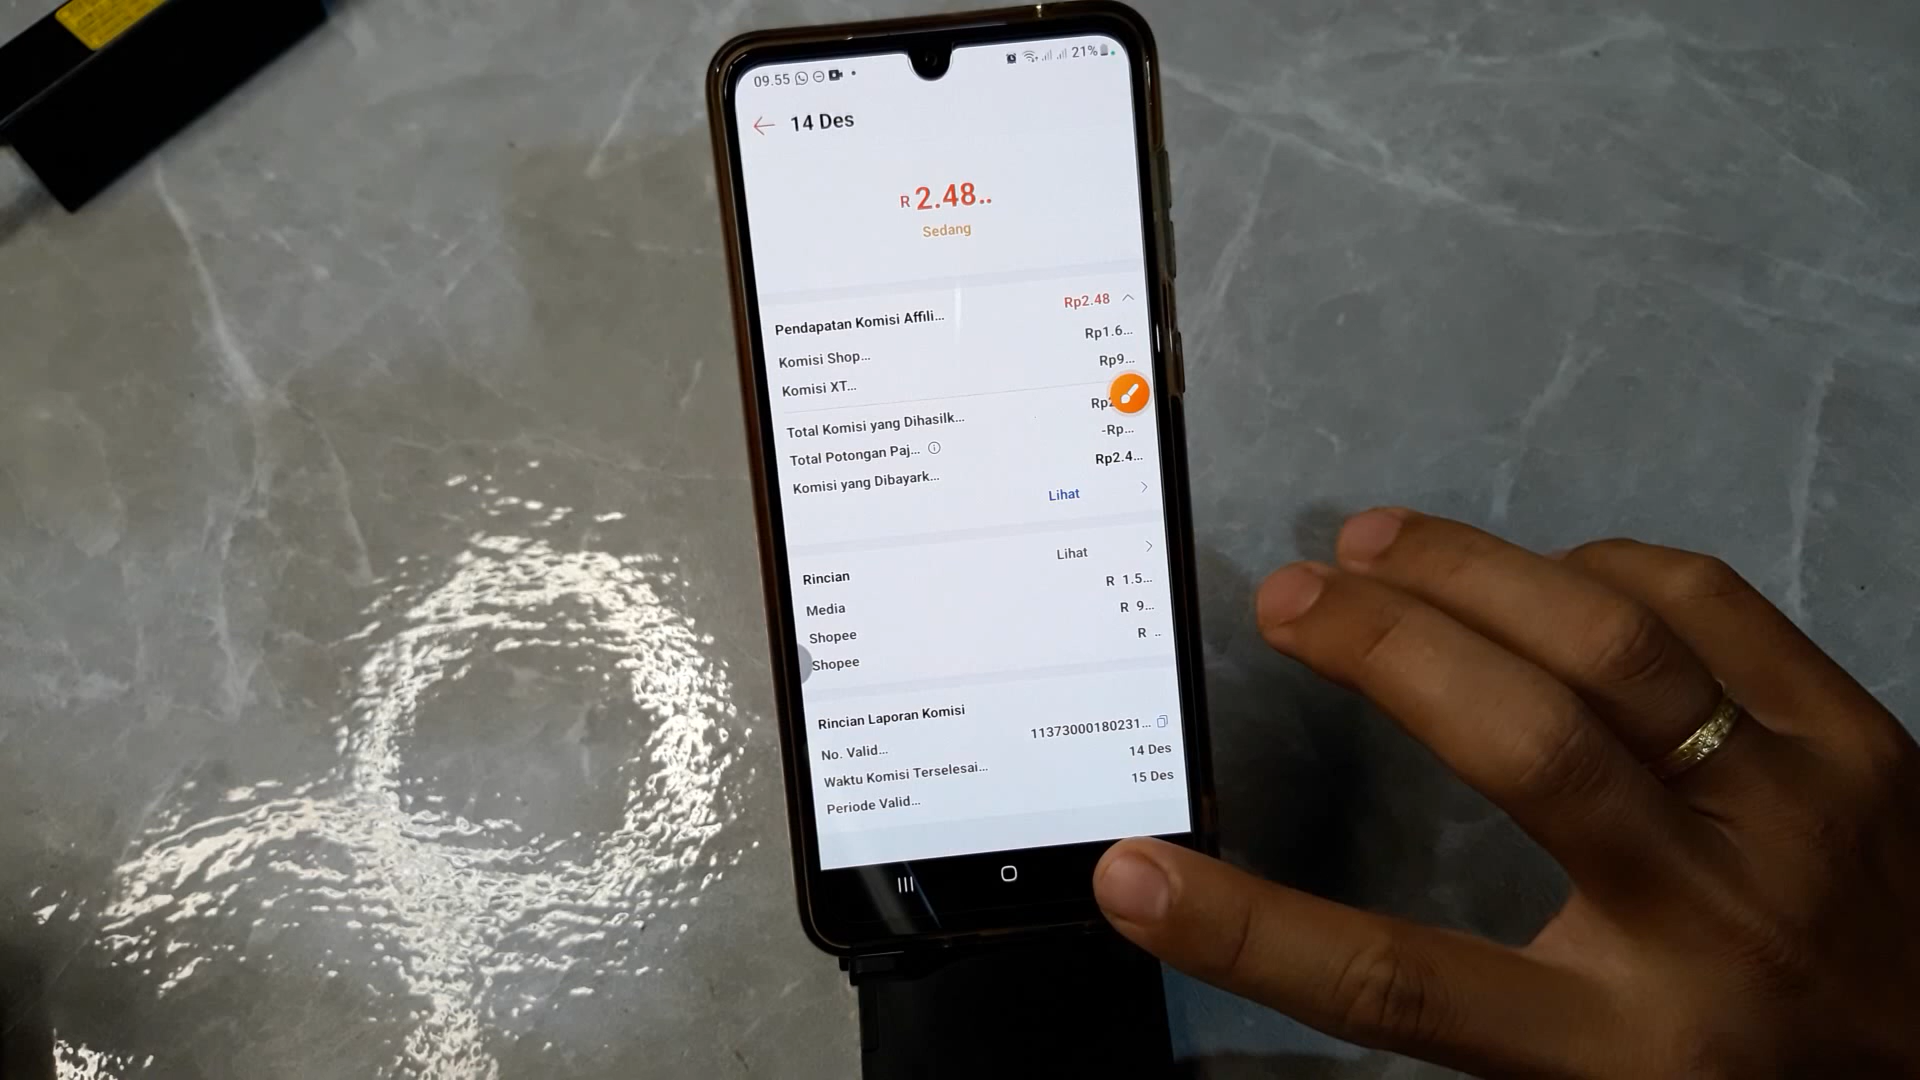 09.55 21%
14 Des
R 2.48..
Sedang
Pendapatan Komisi Affili... Rp2.48
Komisi Shop... Rp1.6...
Komisi XT... Rp9...
Total Komisi yang Dihasilk...
Total Potongan Paj... -Rp...
Komisi yang Dibayark... Rp2.4...
Lihat
Rincian Lihat
Media R 1.5...
Shopee R 9...
Shopee R ..
Rincian Laporan Komisi
No. Valid... 11373000180231...
Waktu Komisi Terselesai... 14 Des
Periode Valid... 15 Des